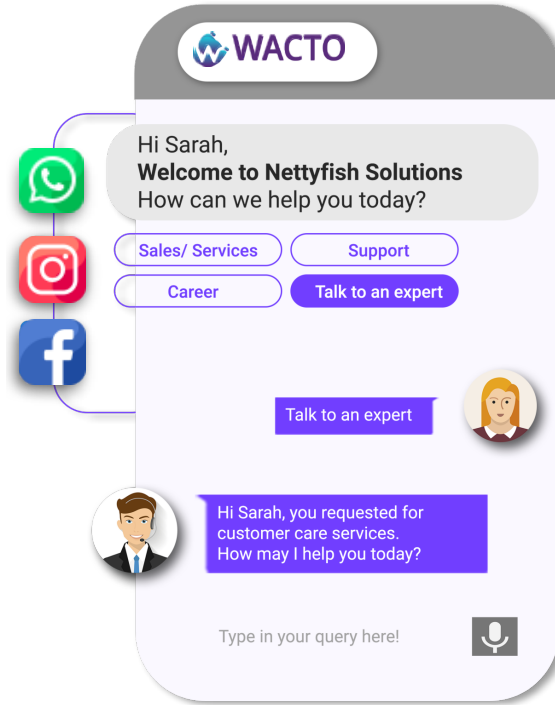 WACTO
Hi Sarah,
Welcome to Nettyfish Solutions
How can we help you today?
Sales/ Services
Support
Career
Talk to an expert
Talk to an expert
Hi Sarah, you requested for
customer care services.
How may I help you today?
Type in your query here!